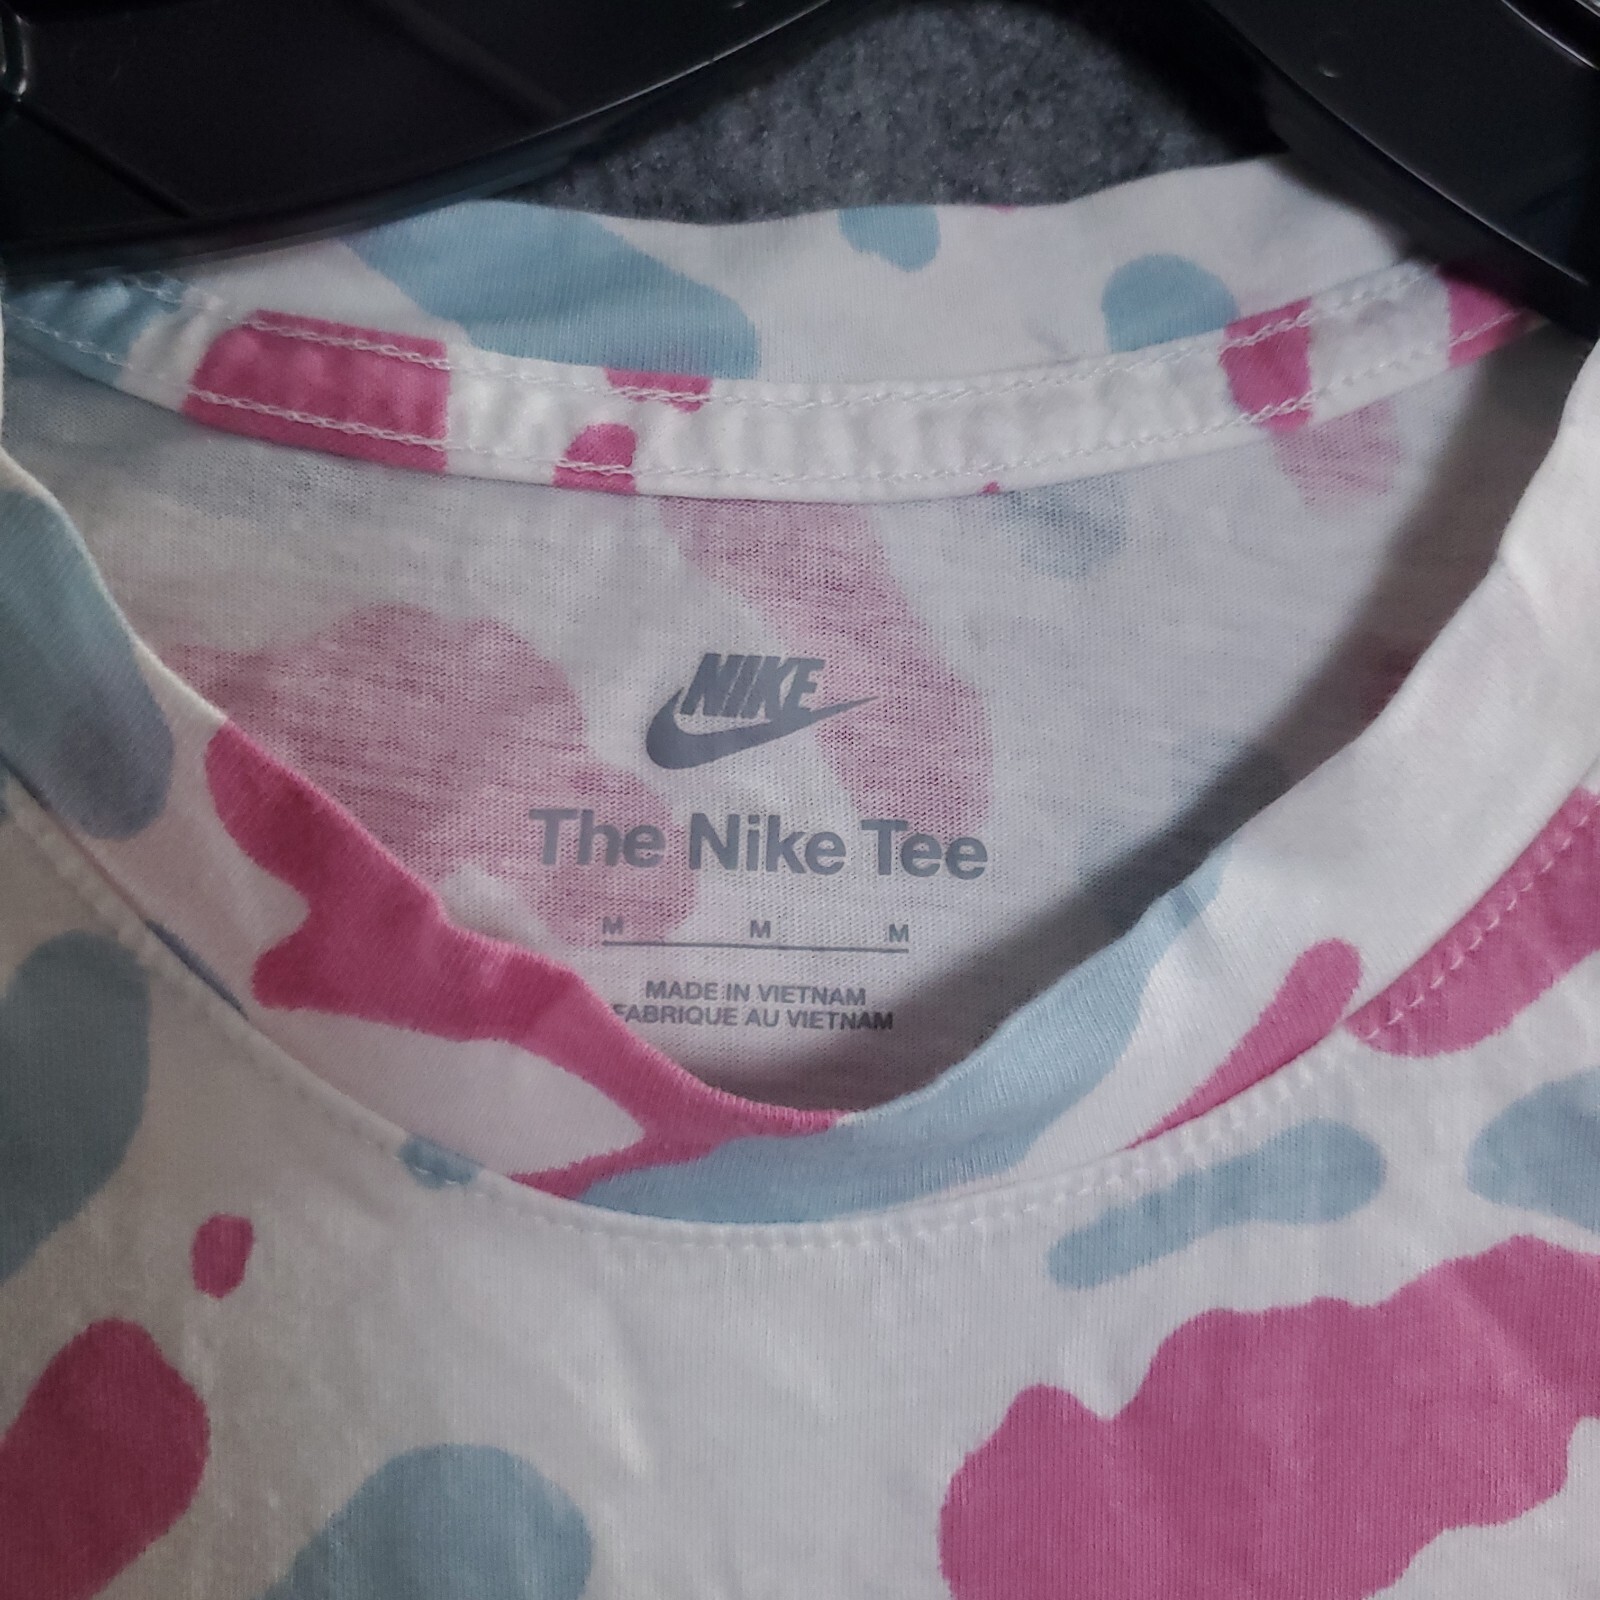 NIKE
The Nike Tee
M M M
MADE IN VIETNAM
FABRIQUE AU VIETNAM